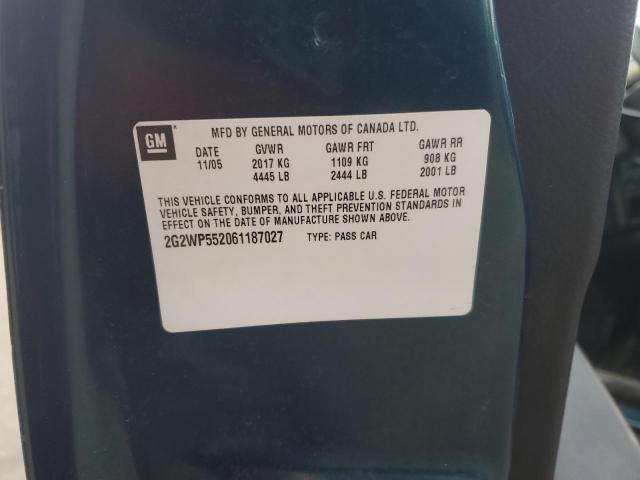 GM
MFD BY GENERAL MOTORS OF CANADA LTD.
DATE GVWR GAWR FRT GAWR RR
11/05 2017 KG 1109 KG 908 KG
4445 LB 2444 LB 2001 LB
THIS VEHICLE CONFORMS TO ALL APPLICABLE U.S. FEDERAL MOTOR
VEHICLE SAFETY, BUMPER, AND THEFT PREVENTION STANDARDS IN
EFFECT ON THE DATE OF MANUFACTURE SHOWN ABOVE.
2G2WP552061187027 TYPE: PASS CAR